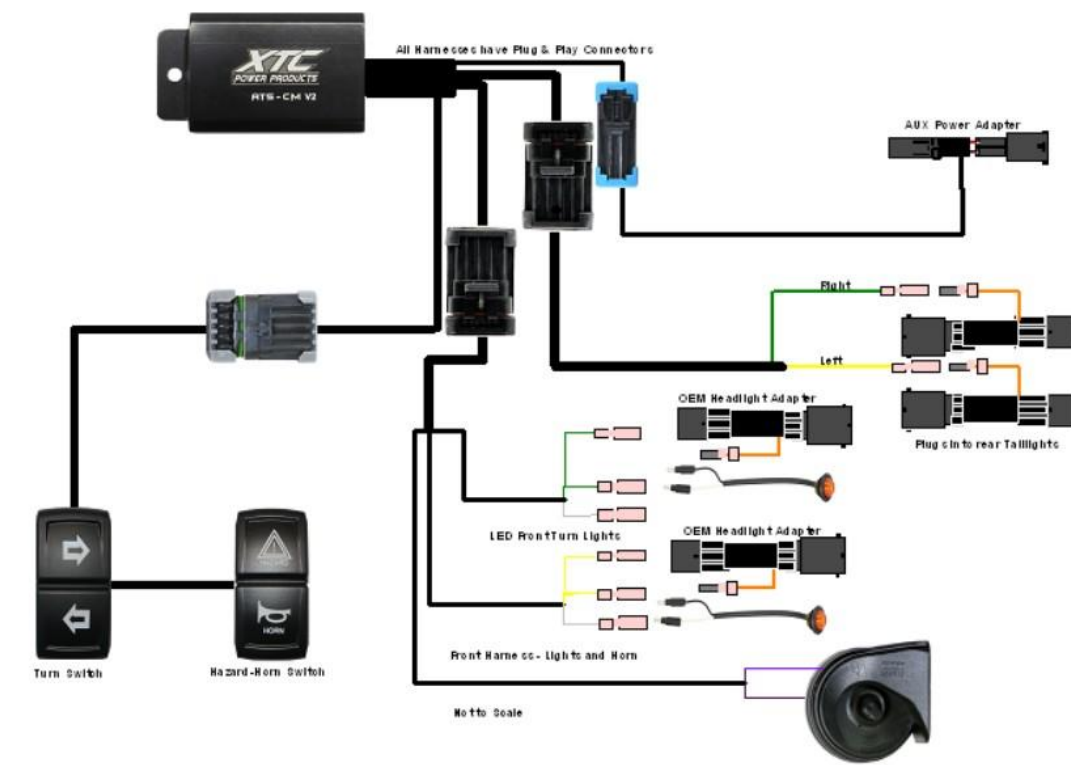 XTC
POWER PRODUCTS
ATS-CM V2
All Harnesses have Plug & Play Connectors
AUX Power Adapter
Right
Left
OEM Headlight Adapter
Plugs into rear Taillights
LED Front Turn Lights
OEM Headlight Adapter
HORN
Front Harness- Lights and Horn
Turn Switch
Hazard-Horn Switch
Not to Scale